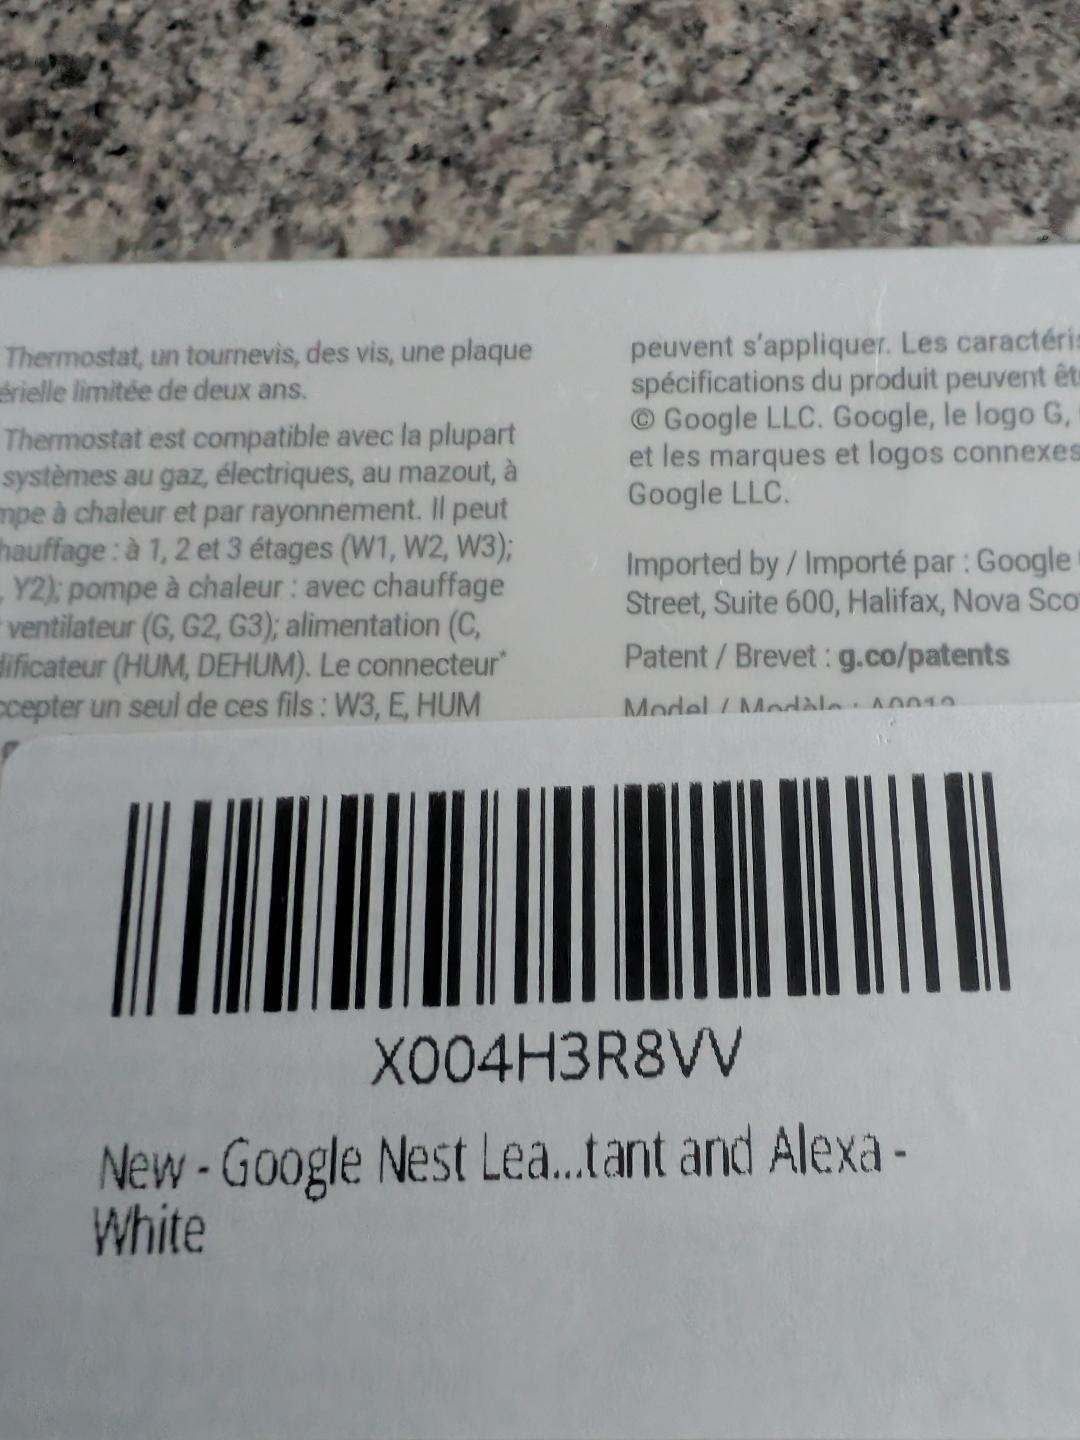 Thermostat, un tournevis, des vis, une plaque
érielle limitée de deux ans.
Thermostat est compatible avec la plupart
systèmes au gaz, électriques, au mazout, à
mpe à chaleur et par rayonnement. Il peut
hauffage : à 1, 2 et 3 étages (W1, W2, W3);
, Y2); pompe à chaleur : avec chauffage
ventilateur (G, G2, G3); alimentation (C,
dificateur (HUM, DEHUM). Le connecteur*
ccepter un seul de ces fils : W3, E, HUM
peuvent s'appliquer. Les caractéris
spécifications du produit peuvent êt
© Google LLC. Google, le logo G,
et les marques et logos connexes
Google LLC.
Imported by / Importé par : Google
Street, Suite 600, Halifax, Nova Sco
Patent / Brevet : g.co/patents
Model / Modèle :
X004H3R8VV
New - Google Nest Lea...tant and Alexa -
White